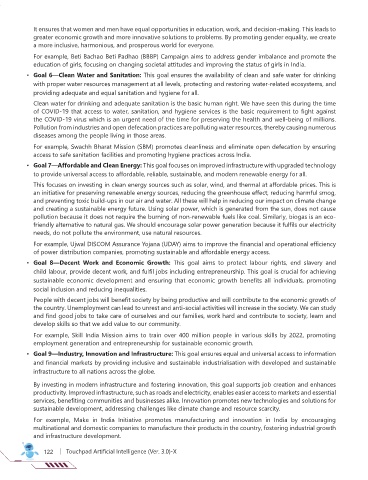 It ensures that women and men have equal opportunities in education, work, and decision-making. This leads to
greater economic growth and more innovative solutions to problems. By promoting gender equality, we create
a more inclusive, harmonious, and prosperous world for everyone.
For example, Beti Bachao Beti Padhao (BBBP) Campaign aims to address gender imbalance and promote the
education of girls, focusing on changing societal attitudes and improving the status of girls in India.
• Goal 6—Clean Water and Sanitation: This goal ensures the availability of clean and safe water for drinking
with proper water resources management at all levels, protecting and restoring water-related ecosystems, and
providing adequate and equal sanitation and hygiene for all.
Clean water for drinking and adequate sanitation is the basic human right. We have seen this during the time
of COVID-19 that access to water, sanitation, and hygiene services is the basic requirement to fight against
the COVID-19 virus which is an urgent need of the time for preserving the health and well-being of millions.
Pollution from industries and open defecation practices are polluting water resources, thereby causing numerous
diseases among the people living in those areas.
For example, Swachh Bharat Mission (SBM) promotes cleanliness and eliminate open defecation by ensuring
access to safe sanitation facilities and promoting hygiene practices across India.
• Goal 7—Affordable and Clean Energy: This goal focuses on improved infrastructure with upgraded technology
to provide universal access to affordable, reliable, sustainable, and modern renewable energy for all.
This focuses on investing in clean energy sources such as solar, wind, and thermal at affordable prices. This is
an initiative for preserving renewable energy sources, reducing the greenhouse effect, reducing harmful smog,
and preventing toxic build-ups in our air and water. All these will help in reducing our impact on climate change
and creating a sustainable energy future. Using solar power, which is generated from the sun, does not cause
pollution because it does not require the burning of non-renewable fuels like coal. Similarly, biogas is an eco-
friendly alternative to natural gas. We should encourage solar power generation because it fulfils our electricity
needs, do not pollute the environment, use natural resources.
For example, Ujwal DISCOM Assurance Yojana (UDAY) aims to improve the financial and operational efficiency
of power distribution companies, promoting sustainable and affordable energy access.
• Goal 8—Decent Work and Economic Growth: This goal aims to protect labour rights, end slavery and
child labour, provide decent work, and fulfil jobs including entrepreneurship. This goal is crucial for achieving
sustainable economic development and ensuring that economic growth benefits all individuals, promoting
social inclusion and reducing inequalities.
People with decent jobs will benefit society by being productive and will contribute to the economic growth of
the country. Unemployment can lead to unrest and anti-social activities will increase in the society. We can study
and find good jobs to take care of ourselves and our families, work hard and contribute to society, learn and
develop skills so that we add value to our community.
For example, Skill India Mission aims to train over 400 million people in various skills by 2022, promoting
employment generation and entrepreneurship for sustainable economic growth.
• Goal 9—Industry, Innovation and Infrastructure: This goal ensures equal and universal access to information
and financial markets by providing inclusive and sustainable industrialisation with developed and sustainable
infrastructure to all nations across the globe.
By investing in modern infrastructure and fostering innovation, this goal supports job creation and enhances
productivity. Improved infrastructure, such as roads and electricity, enables easier access to markets and essential
services, benefiting communities and businesses alike. Innovation promotes new technologies and solutions for
sustainable development, addressing challenges like climate change and resource scarcity.
For example, Make in India Initiative promotes manufacturing and innovation in India by encouraging
multinational and domestic companies to manufacture their products in the country, fostering industrial growth
and infrastructure development.
122 | Touchpad Artificial Intelligence (Ver. 3.0)-X